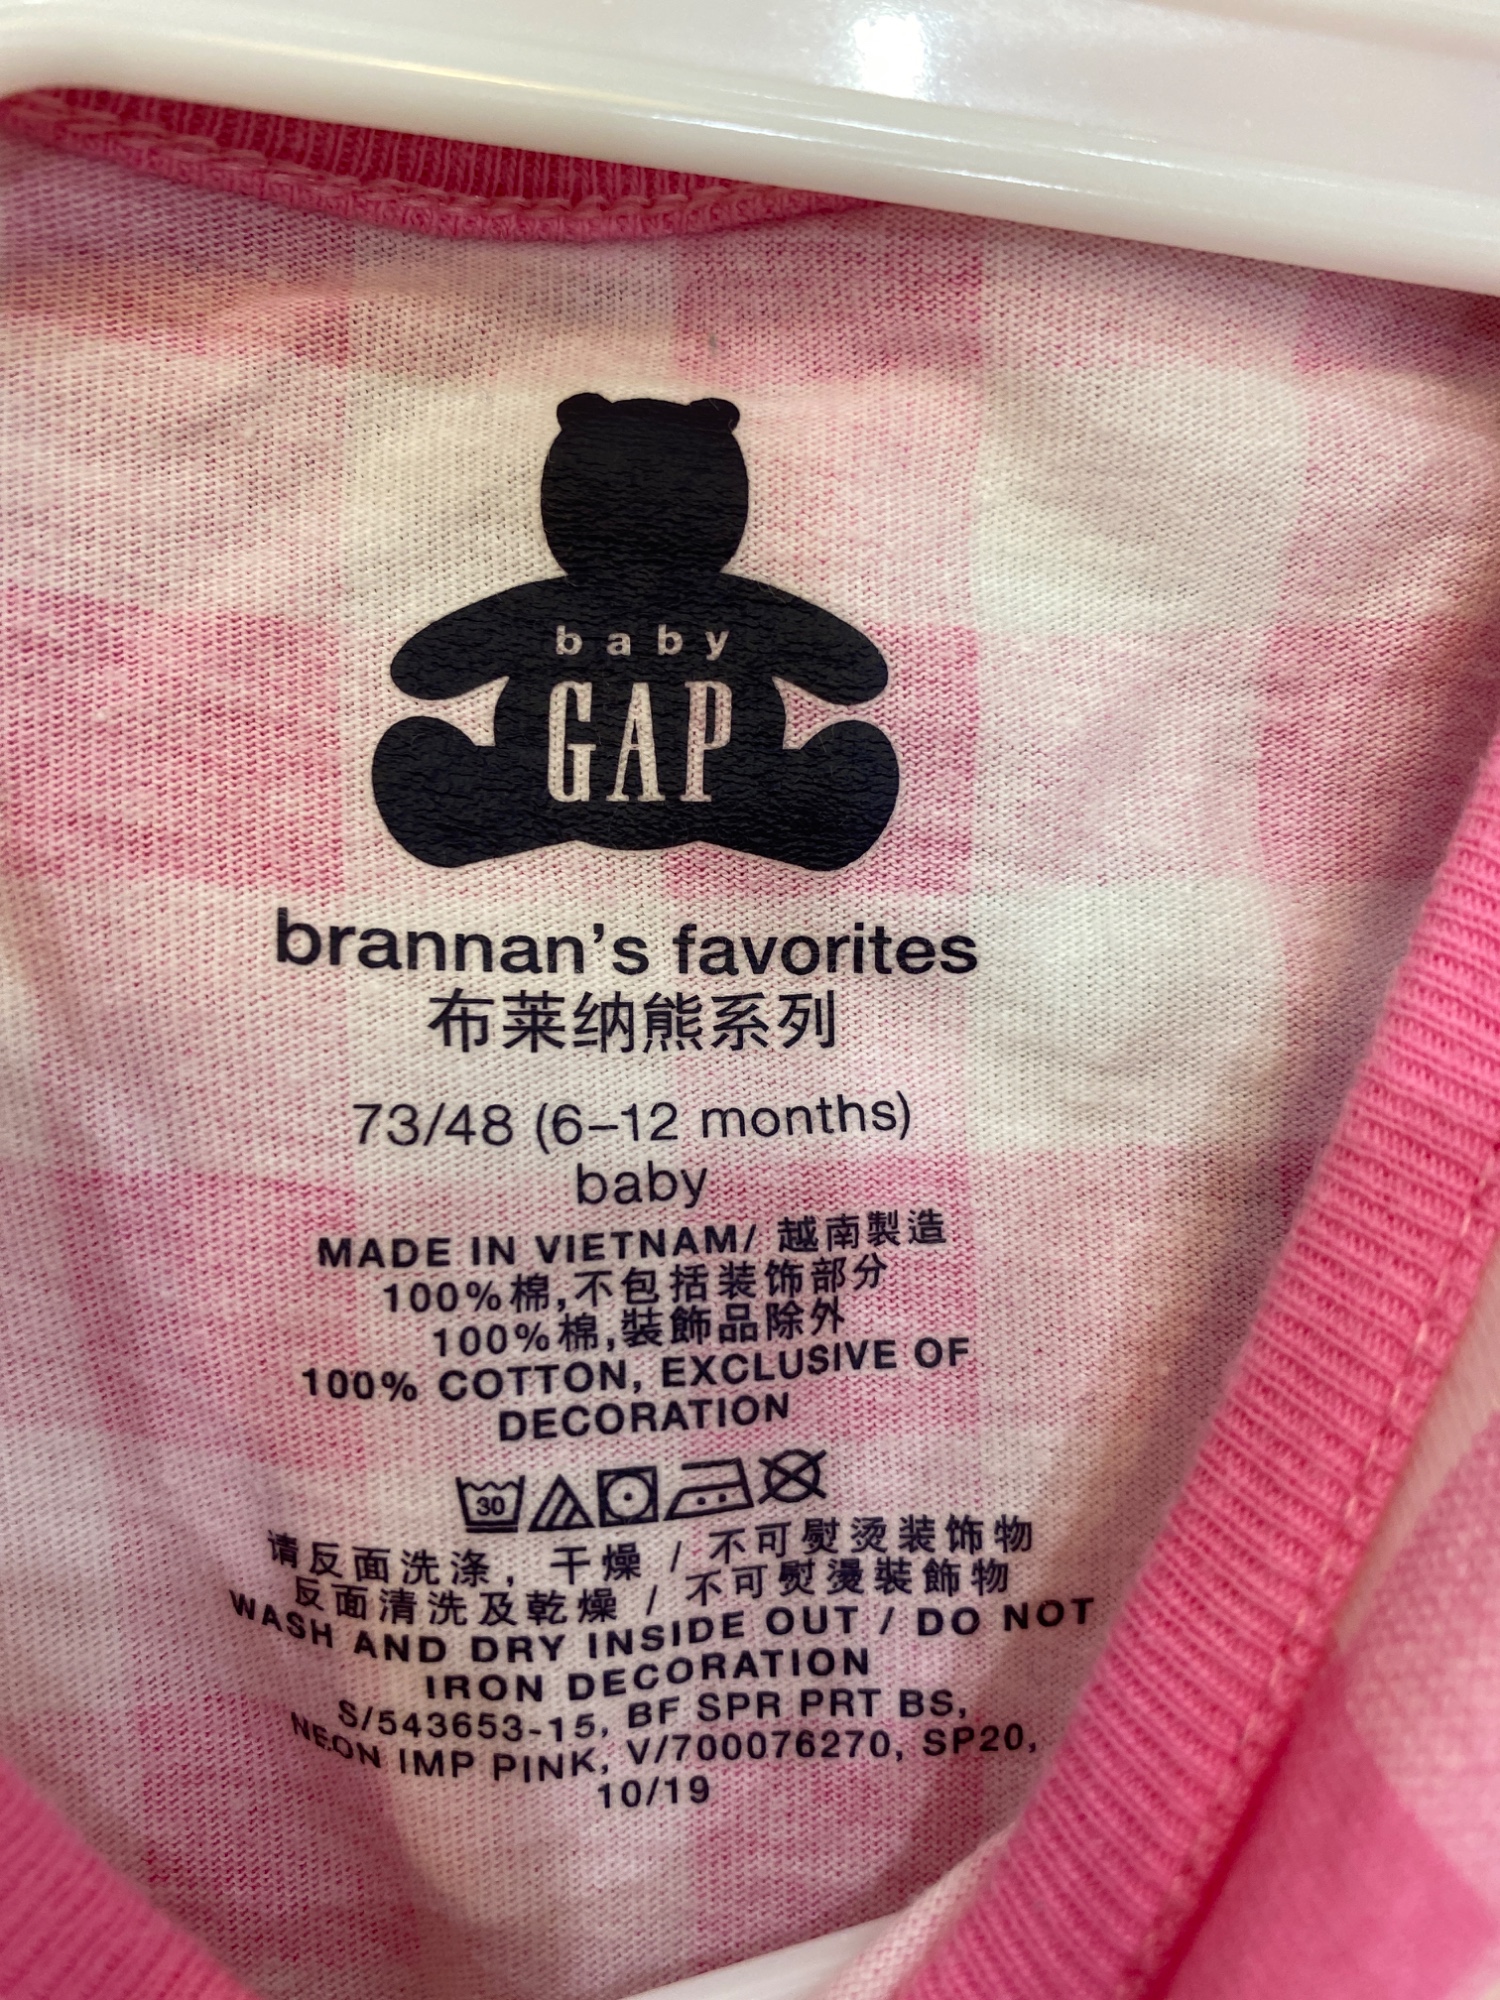 baby
GAP
brannan's favorites
布莱纳熊系列
73/48 (6–12 months)
baby
MADE IN VIETNAM/ 越南製造
100%棉,不包括装饰部分
100%棉,裝飾品除外
100% COTTON, EXCLUSIVE OF
DECORATION
30
请反面洗涤，干燥 / 不可熨烫装饰物
反面清洗及乾燥 / 不可熨燙裝飾物
WASH AND DRY INSIDE OUT / DO NOT
IRON DECORATION
S/543653-15, BF SPR PRT BS,
NEON IMP PINK, V/700076270, SP20,
10/19